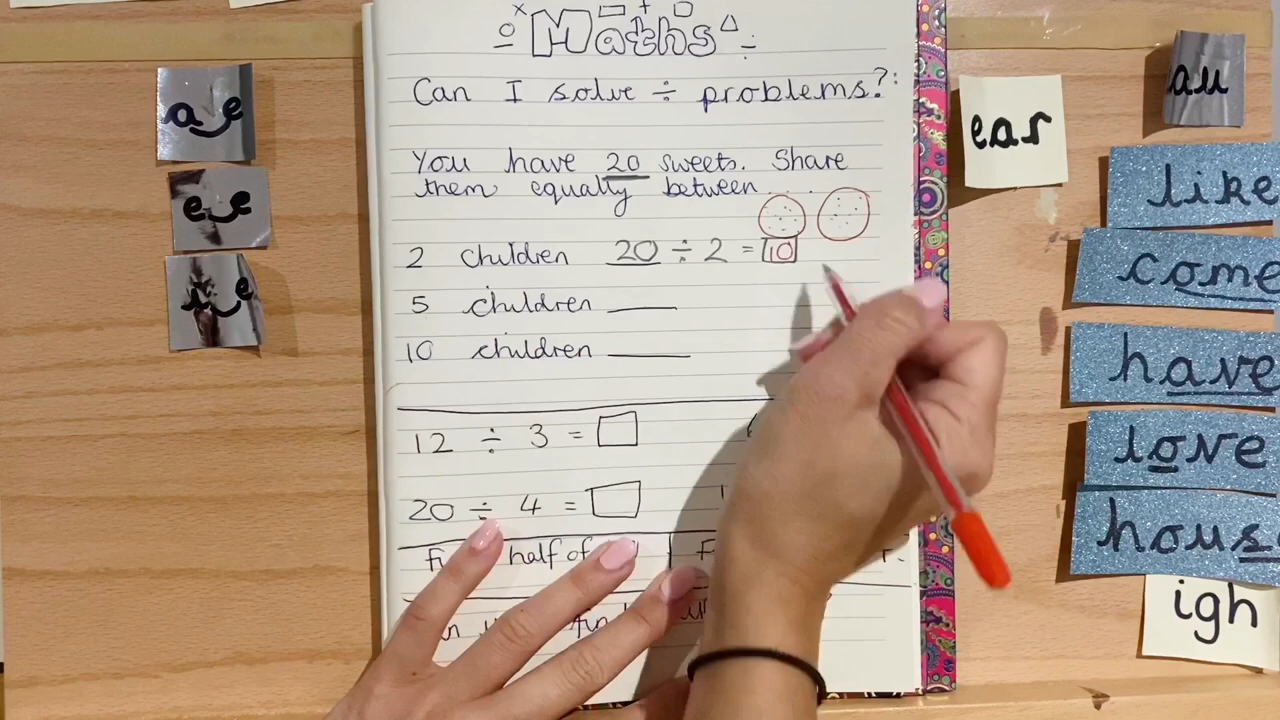 Maths
Can I solve ÷ problems?:
You have 20 sweets. Share
them equally between ....
2 children 20 ÷ 2 = 10
5 children
10 children
12 ÷ 3 =
20 ÷ 4 =
half of
a_e
e_e
i_e
ear
au
like
come
have
love
house
igh